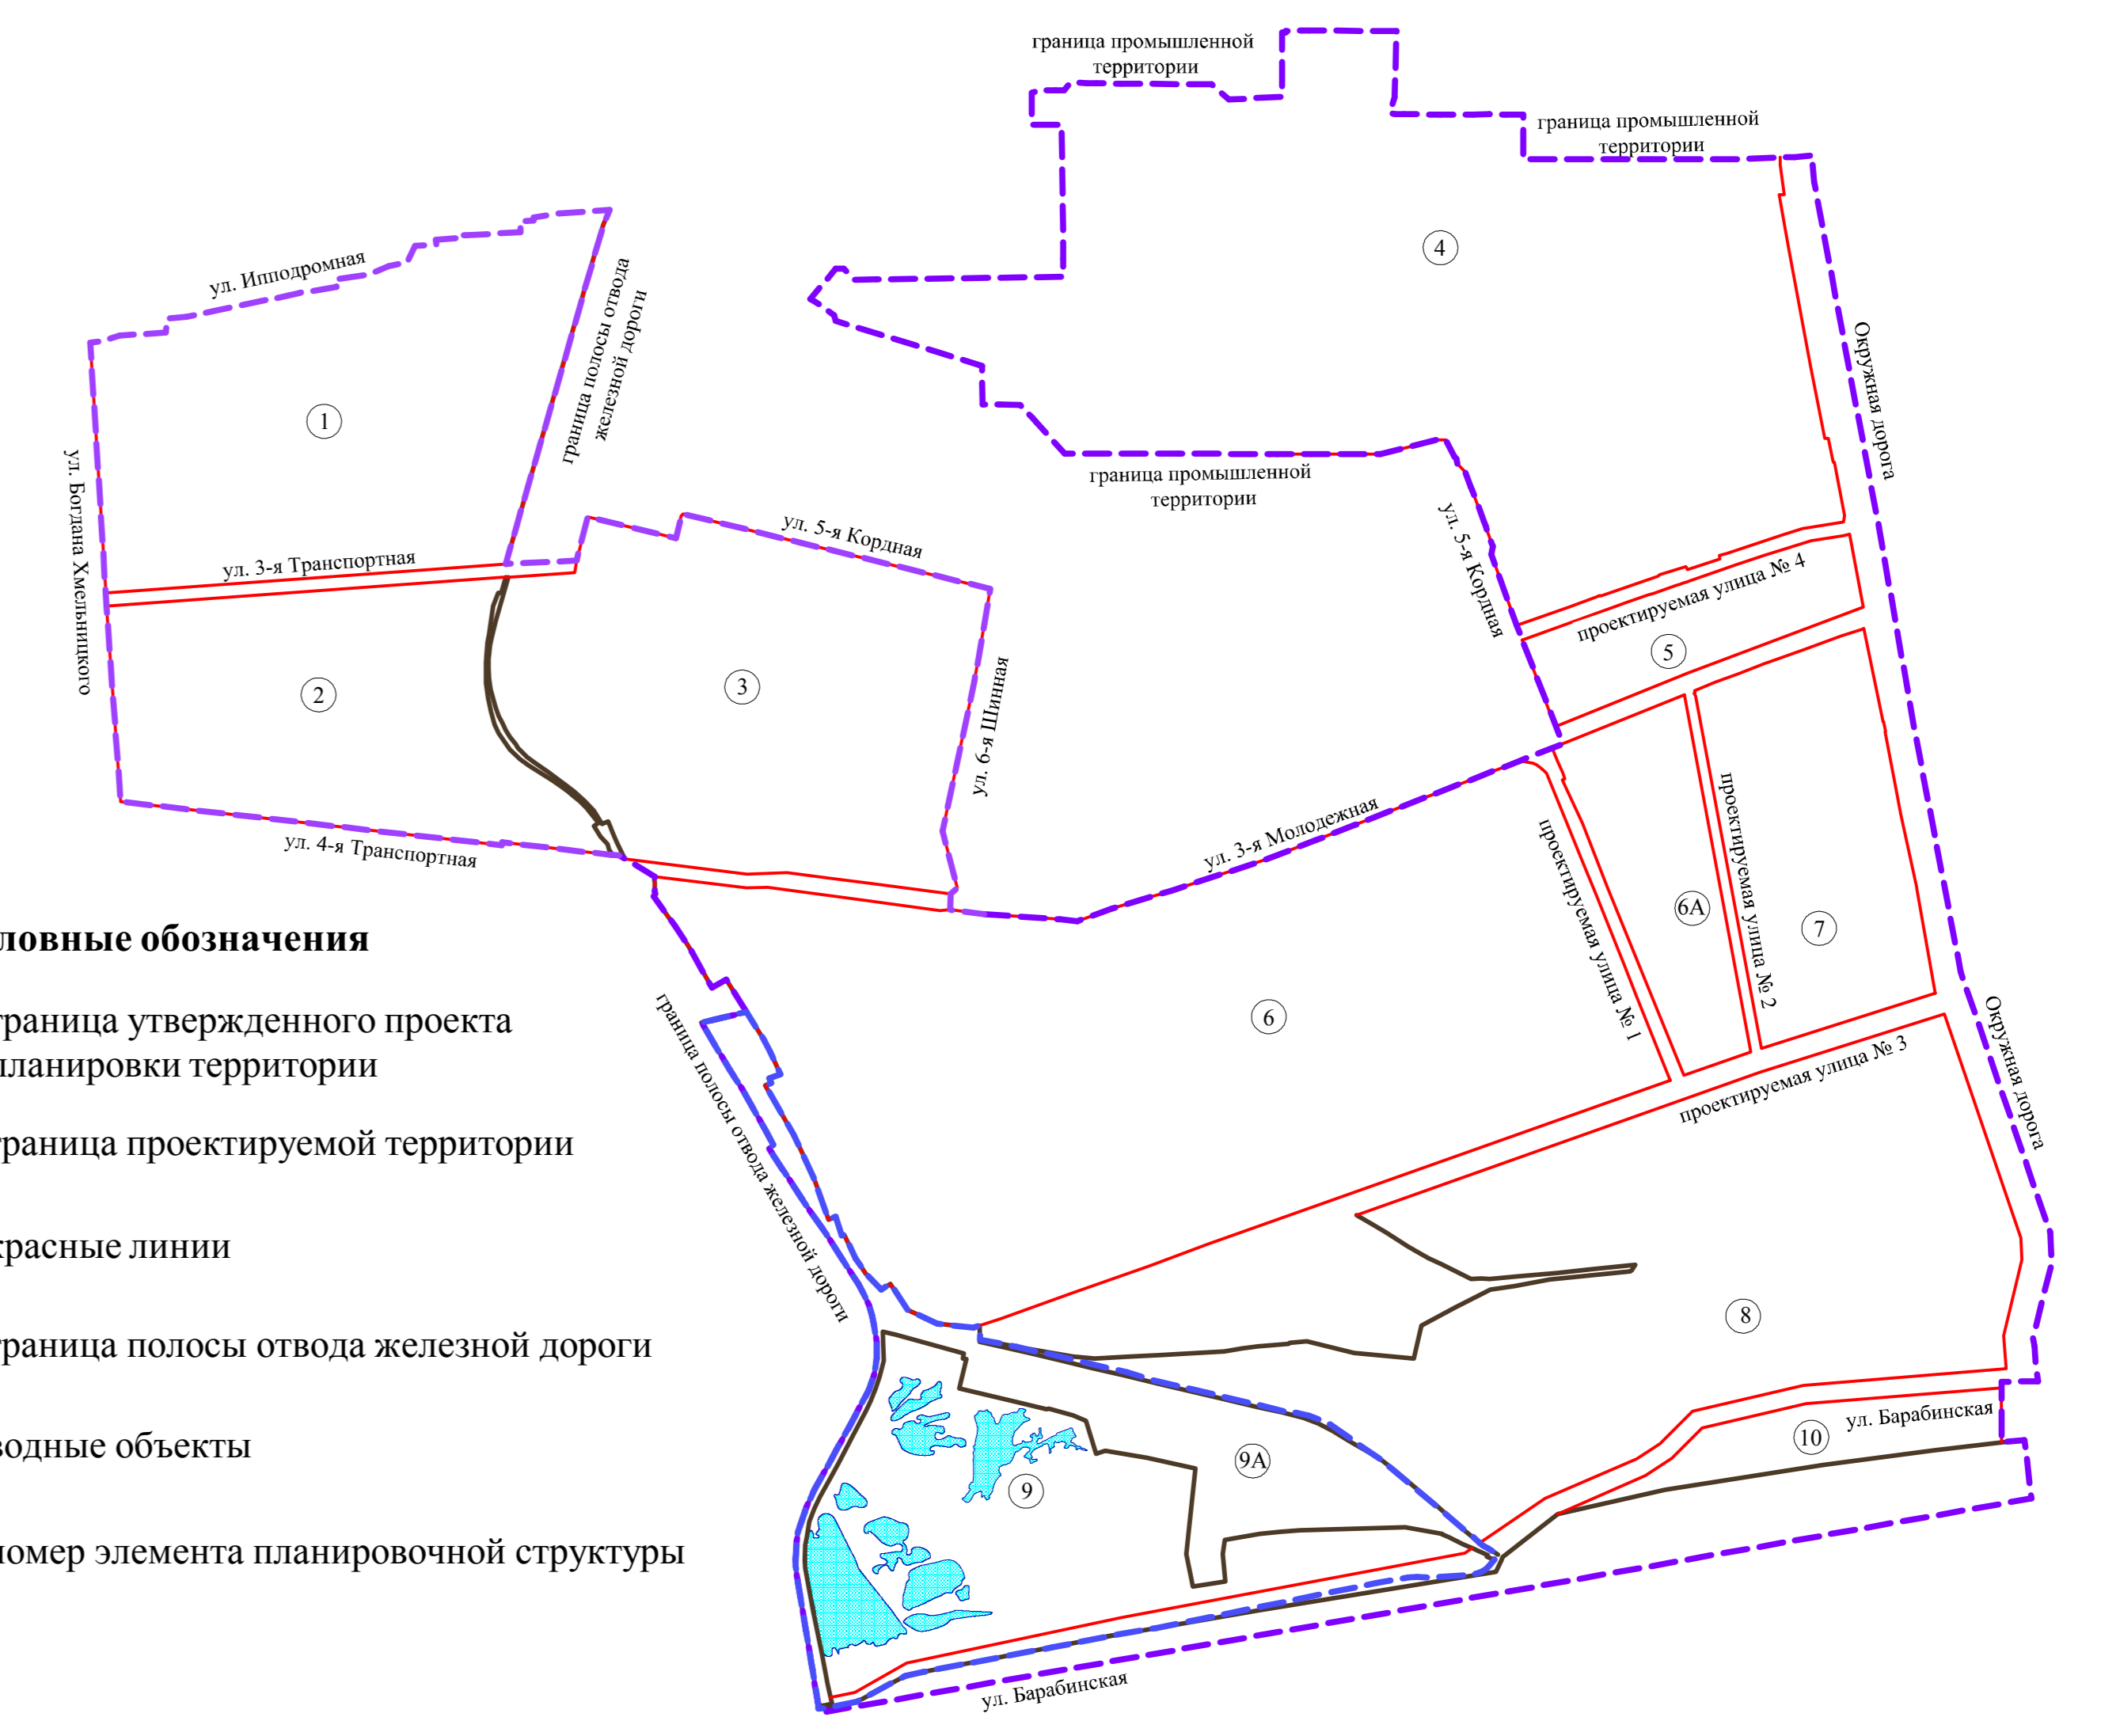 граница промышленной
территории
граница промышленной
территории
4
ул. Ипподромная
граница полосы отвода
железной дороги
Окружная дорога
1
ул. Богдана Хмельницкого
граница промышленной
территории
ул. 5-я Кордная
ул. 5-я Кордная
ул. 3-я Транспортная
проектируемая улица № 4
5
2
3
ул. 6-я Шинная
ул. 3-я Молодежная
проектируемая улица № 1
проектируемая улица № 2
ул. 4-я Транспортная
6А
7
ловные обозначения
граница утвержденного проекта
планировки территории
6
граница полосы отвода железной дороги
проектируемая улица № 3
Окружная дорога
граница проектируемой территории
красные линии
8
граница полосы отвода железной дороги
ул. Барабинская
10
водные объекты
9А
9
номер элемента планировочной структуры
ул. Барабинская